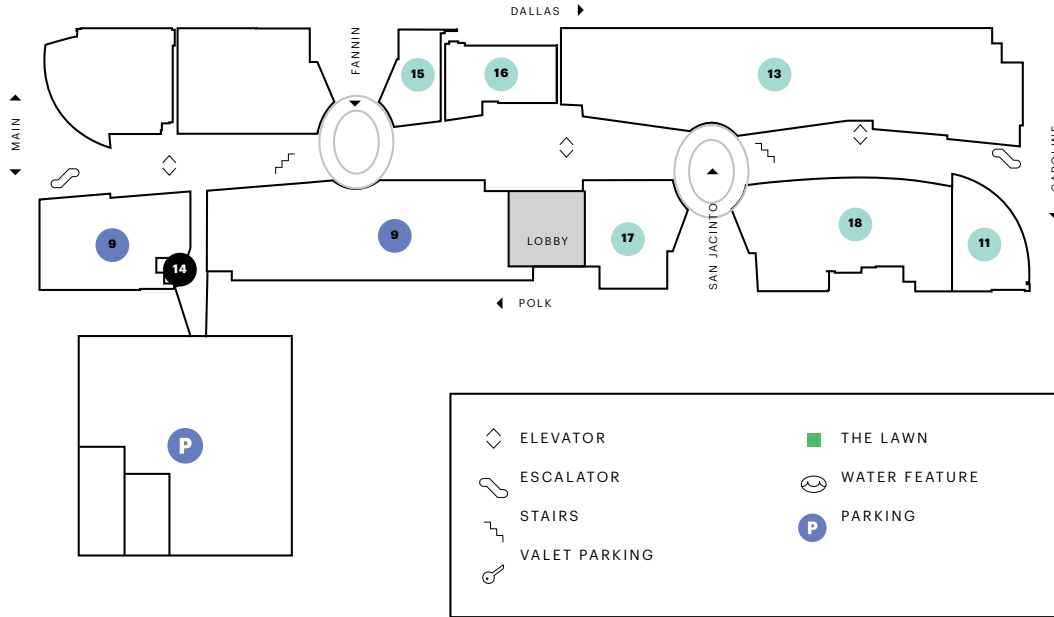 DALLAS
FANNIN
15
16
13
MAIN
CAROLINE
9
9
LOBBY
17
18
11
14
SAN JACINTO
POLK
P
ELEVATOR
THE LAWN
ESCALATOR
WATER FEATURE
STAIRS
P PARKING
VALET PARKING